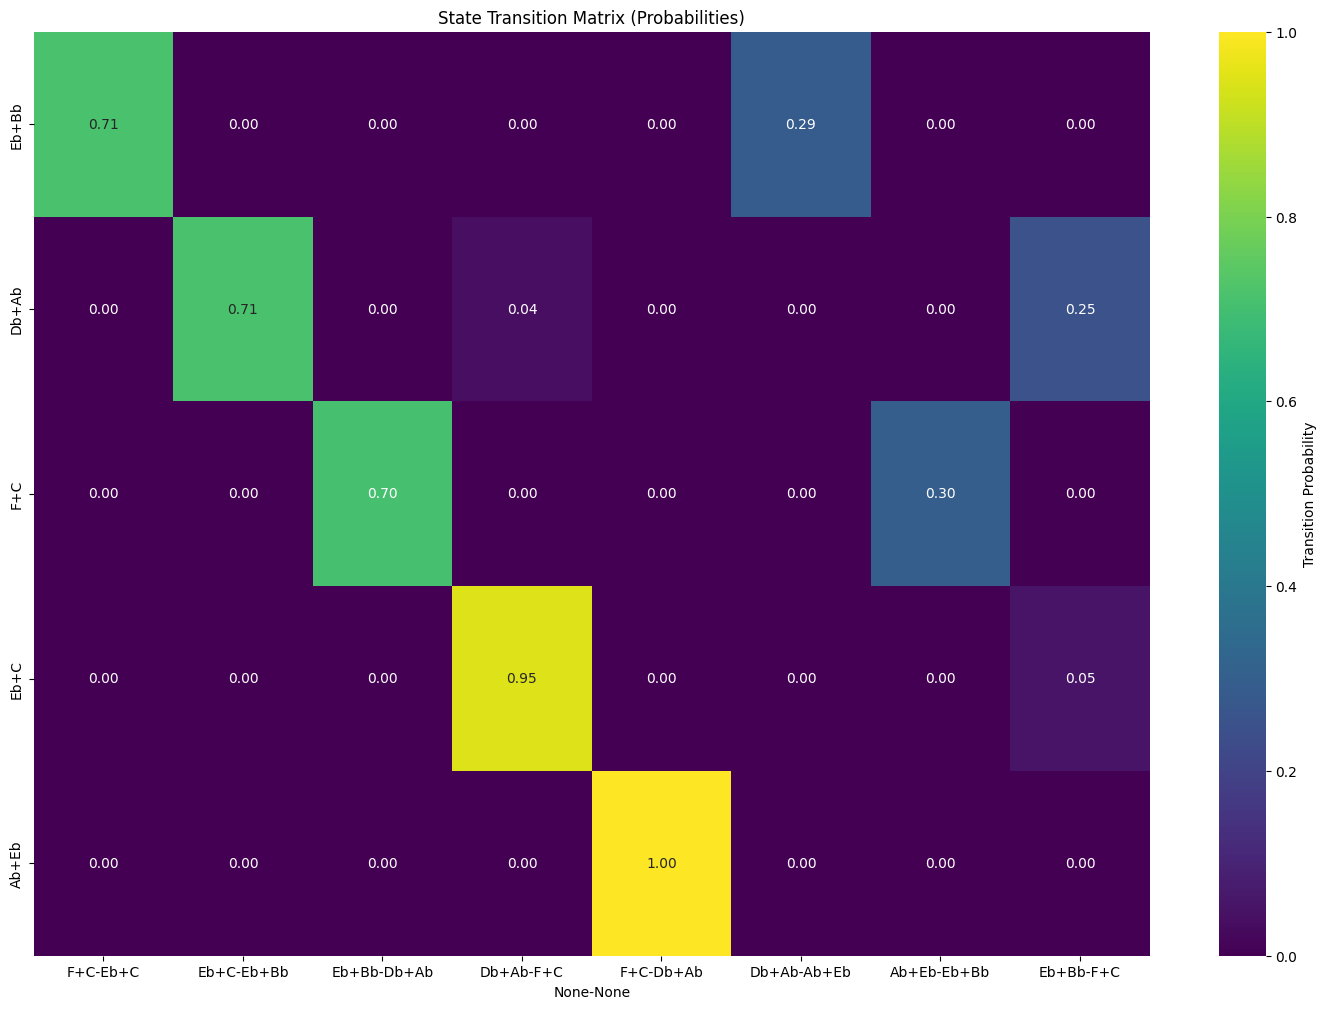 State Transition Matrix (Probabilities)
Eb+Bb 0.71 0.00 0.00 0.00 0.00 0.29 0.00 0.00
Db+Ab 0.00 0.71 0.00 0.04 0.00 0.00 0.00 0.25
F+C 0.00 0.00 0.70 0.00 0.00 0.00 0.30 0.00
Eb+C 0.00 0.00 0.00 0.95 0.00 0.00 0.00 0.05
Ab+Eb 0.00 0.00 0.00 0.00 1.00 0.00 0.00 0.00
F+C-Eb+C Eb+C-Eb+Bb Eb+Bb-Db+Ab Db+Ab-F+C F+C-Db+Ab Db+Ab-Ab+Eb Ab+Eb-Eb+Bb Eb+Bb-F+C
None-None
1.0
0.8
0.6
0.4
0.2
0.0
Transition Probability